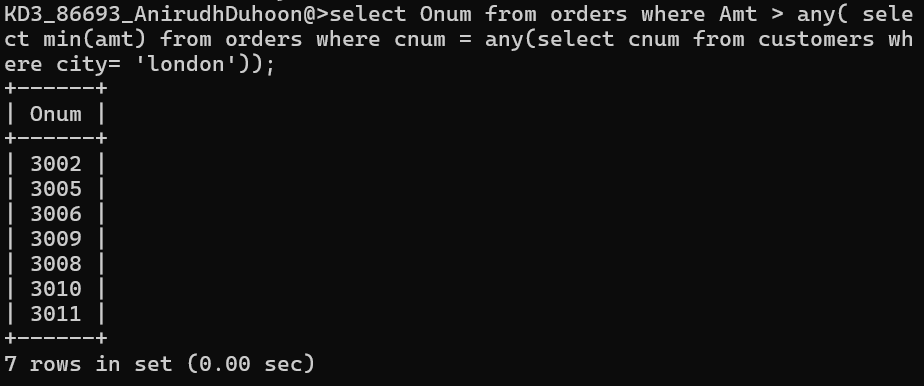 KD3_86693_AnirudhDuhoon@>select Onum from orders where Amt > any( sele
ct min(amt) from orders where cnum = any(select cnum from customers wh
ere city= 'london'));
+------+
| Onum |
+------+
| 3002 |
| 3005 |
| 3006 |
| 3009 |
| 3008 |
| 3010 |
| 3011 |
+------+
7 rows in set (0.00 sec)